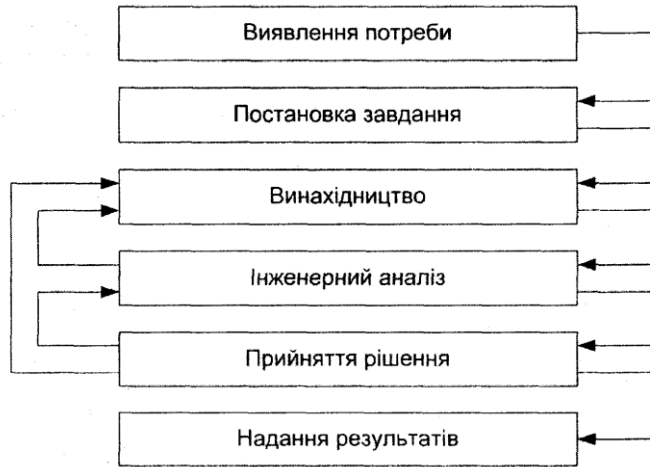 Виявлення потреби
Постановка завдання
Винахідництво
Інженерний аналіз
Прийняття рішення
Надання результатів